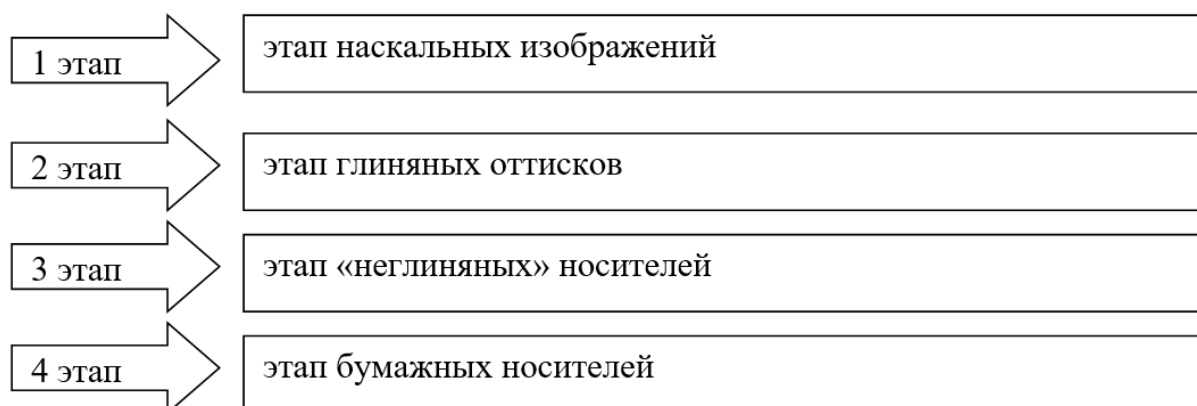 1 этап
этап наскальных изображений
2 этап
этап глиняных оттисков
3 этап
этап «неглиняных» носителей
4 этап
этап бумажных носителей